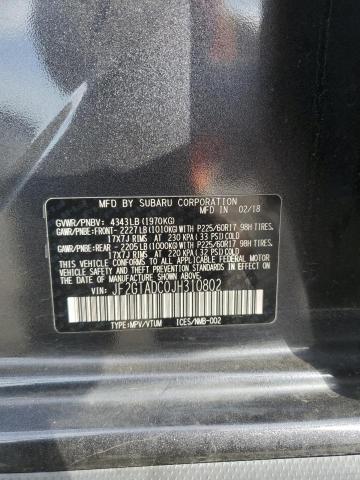 MFD BY SUBARU CORPORATION
MFD IN 02/18
GVWR/PNBV: 4343LB(1970KG)
GAWR/PNBE:FRONT- 2227LB(1010KG)WITH P225/60R17 98H TIRES,
17X7J RIMS AT 230 KPA(33 PSI)COLD
GAWR/PNBE:REAR - 2205LB(1000KG)WITH P225/60R17 98H TIRES,
17X7J RIMS AT 220 KPA(32 PSI)COLD
THIS VEHICLE CONFORMS TO ALL APPLICABLE FEDERAL MOTOR
VEHICLE SAFETY STANDARDS IN EFFECT ON THE
DATE OF MANUFACTURE SHOWN ABOVE.
VIN: JF2GTADC0JH310802
TYPE:MPV/VTUM ICES/NMB-002